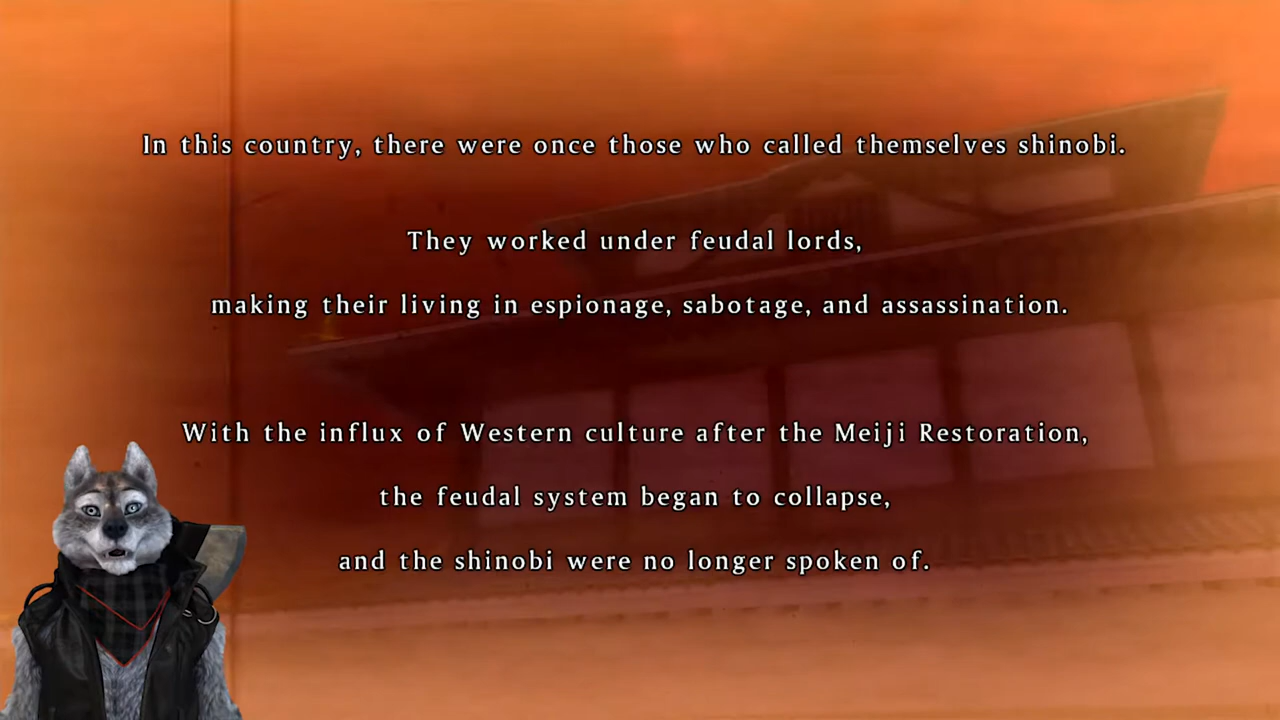 In this country, there were once those who called themselves shinobi.
They worked under feudal lords,
making their living in espionage, sabotage, and assassination.
With the influx of Western culture after the Meiji Restoration,
the feudal system began to collapse,
and the shinobi were no longer spoken of.